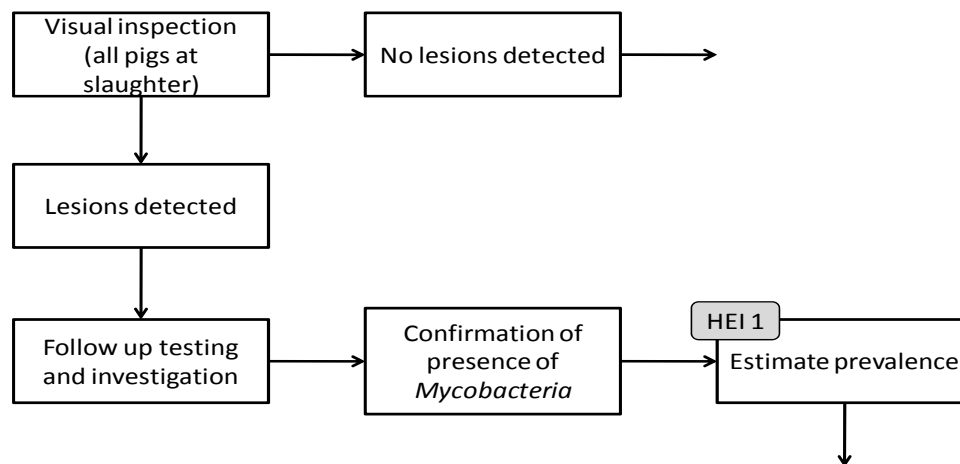 Visual inspection
(all pigs at
slaughter)
No lesions detected
Lesions detected
Follow up testing
and investigation
Confirmation of
presence of
Mycobacteria
HEI 1
Estimate prevalence